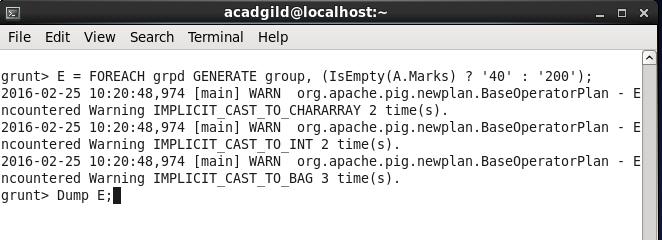 acadgild@localhost:~
File Edit View Search Terminal Help
grunt> E = FOREACH grpd GENERATE group, (IsEmpty(A.Marks) ? '40' : '200');
2016-02-25 10:20:48,974 [main] WARN  org.apache.pig.newplan.BaseOperatorPlan - E
ncountered Warning IMPLICIT_CAST_TO_CHARARRAY 2 time(s).
2016-02-25 10:20:48,974 [main] WARN  org.apache.pig.newplan.BaseOperatorPlan - E
ncountered Warning IMPLICIT_CAST_TO_INT 2 time(s).
2016-02-25 10:20:48,974 [main] WARN  org.apache.pig.newplan.BaseOperatorPlan - E
ncountered Warning IMPLICIT_CAST_TO_BAG 3 time(s).
grunt> Dump E;